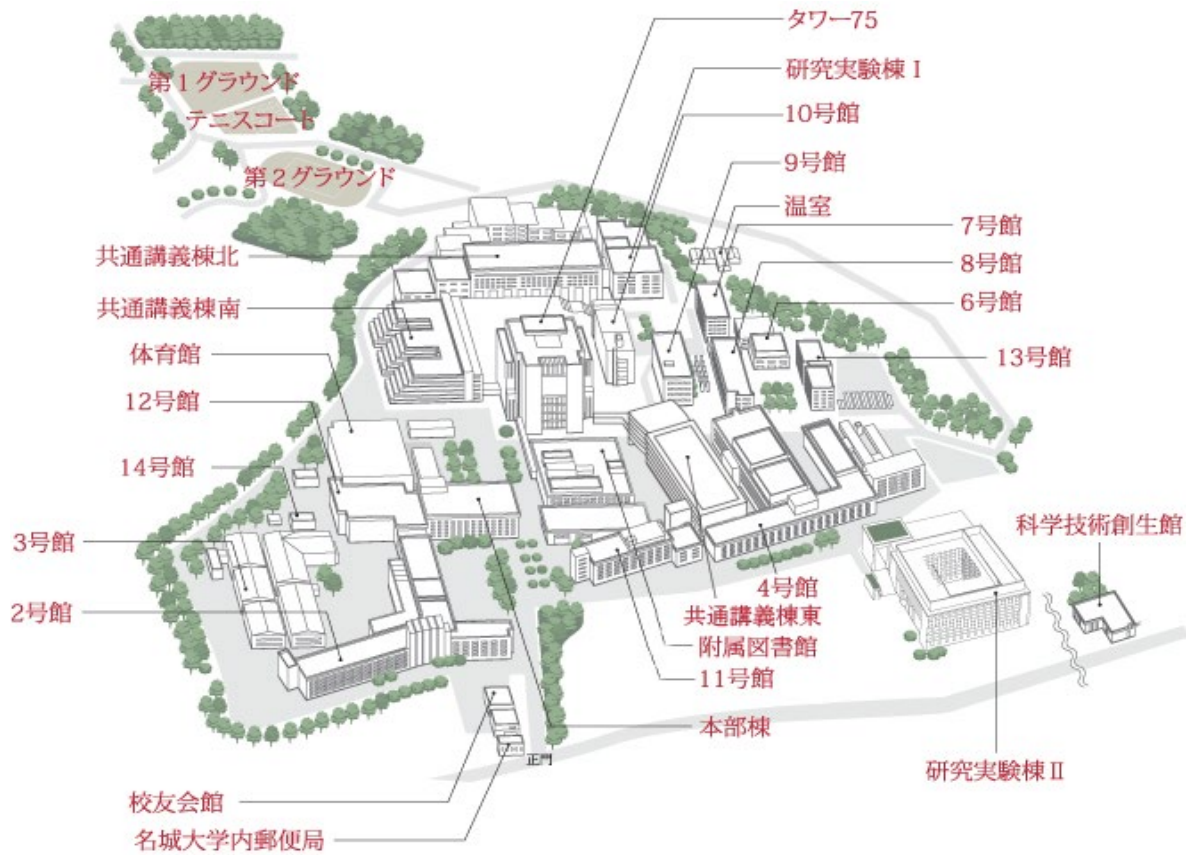 タワー75
研究実験棟Ⅰ
10号館
9号館
温室
7号館
8号館
6号館
13号館
第1グラウンド
テニスコート
第2グラウンド
共通講義棟北
共通講義棟南
体育館
12号館
14号館
3号館
2号館
科学技術創生館
4号館
共通講義棟東
附属図書館
11号館
本部棟
正門
研究実験棟Ⅱ
校友会館
名城大学内郵便局